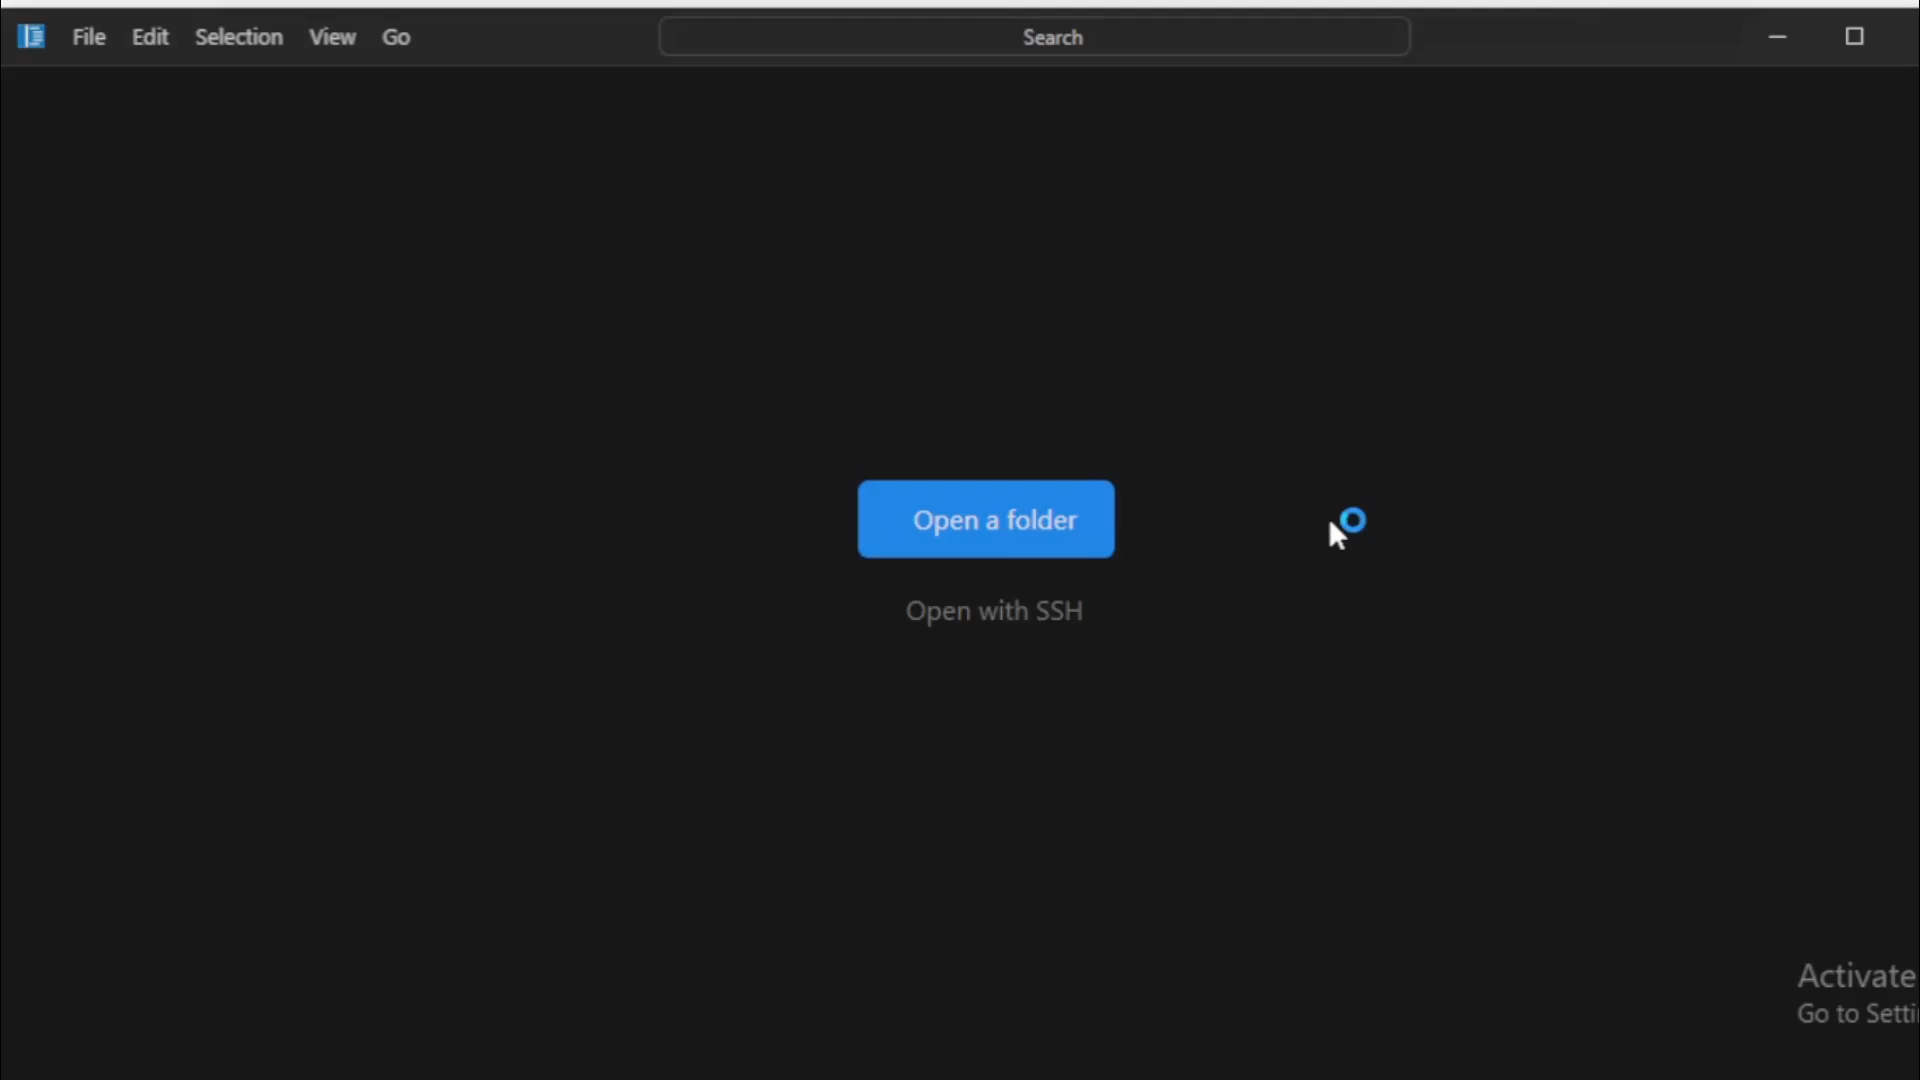 File Edit Selection View Go Search
Open a folder
Open with SSH
Activate
Go to Setti